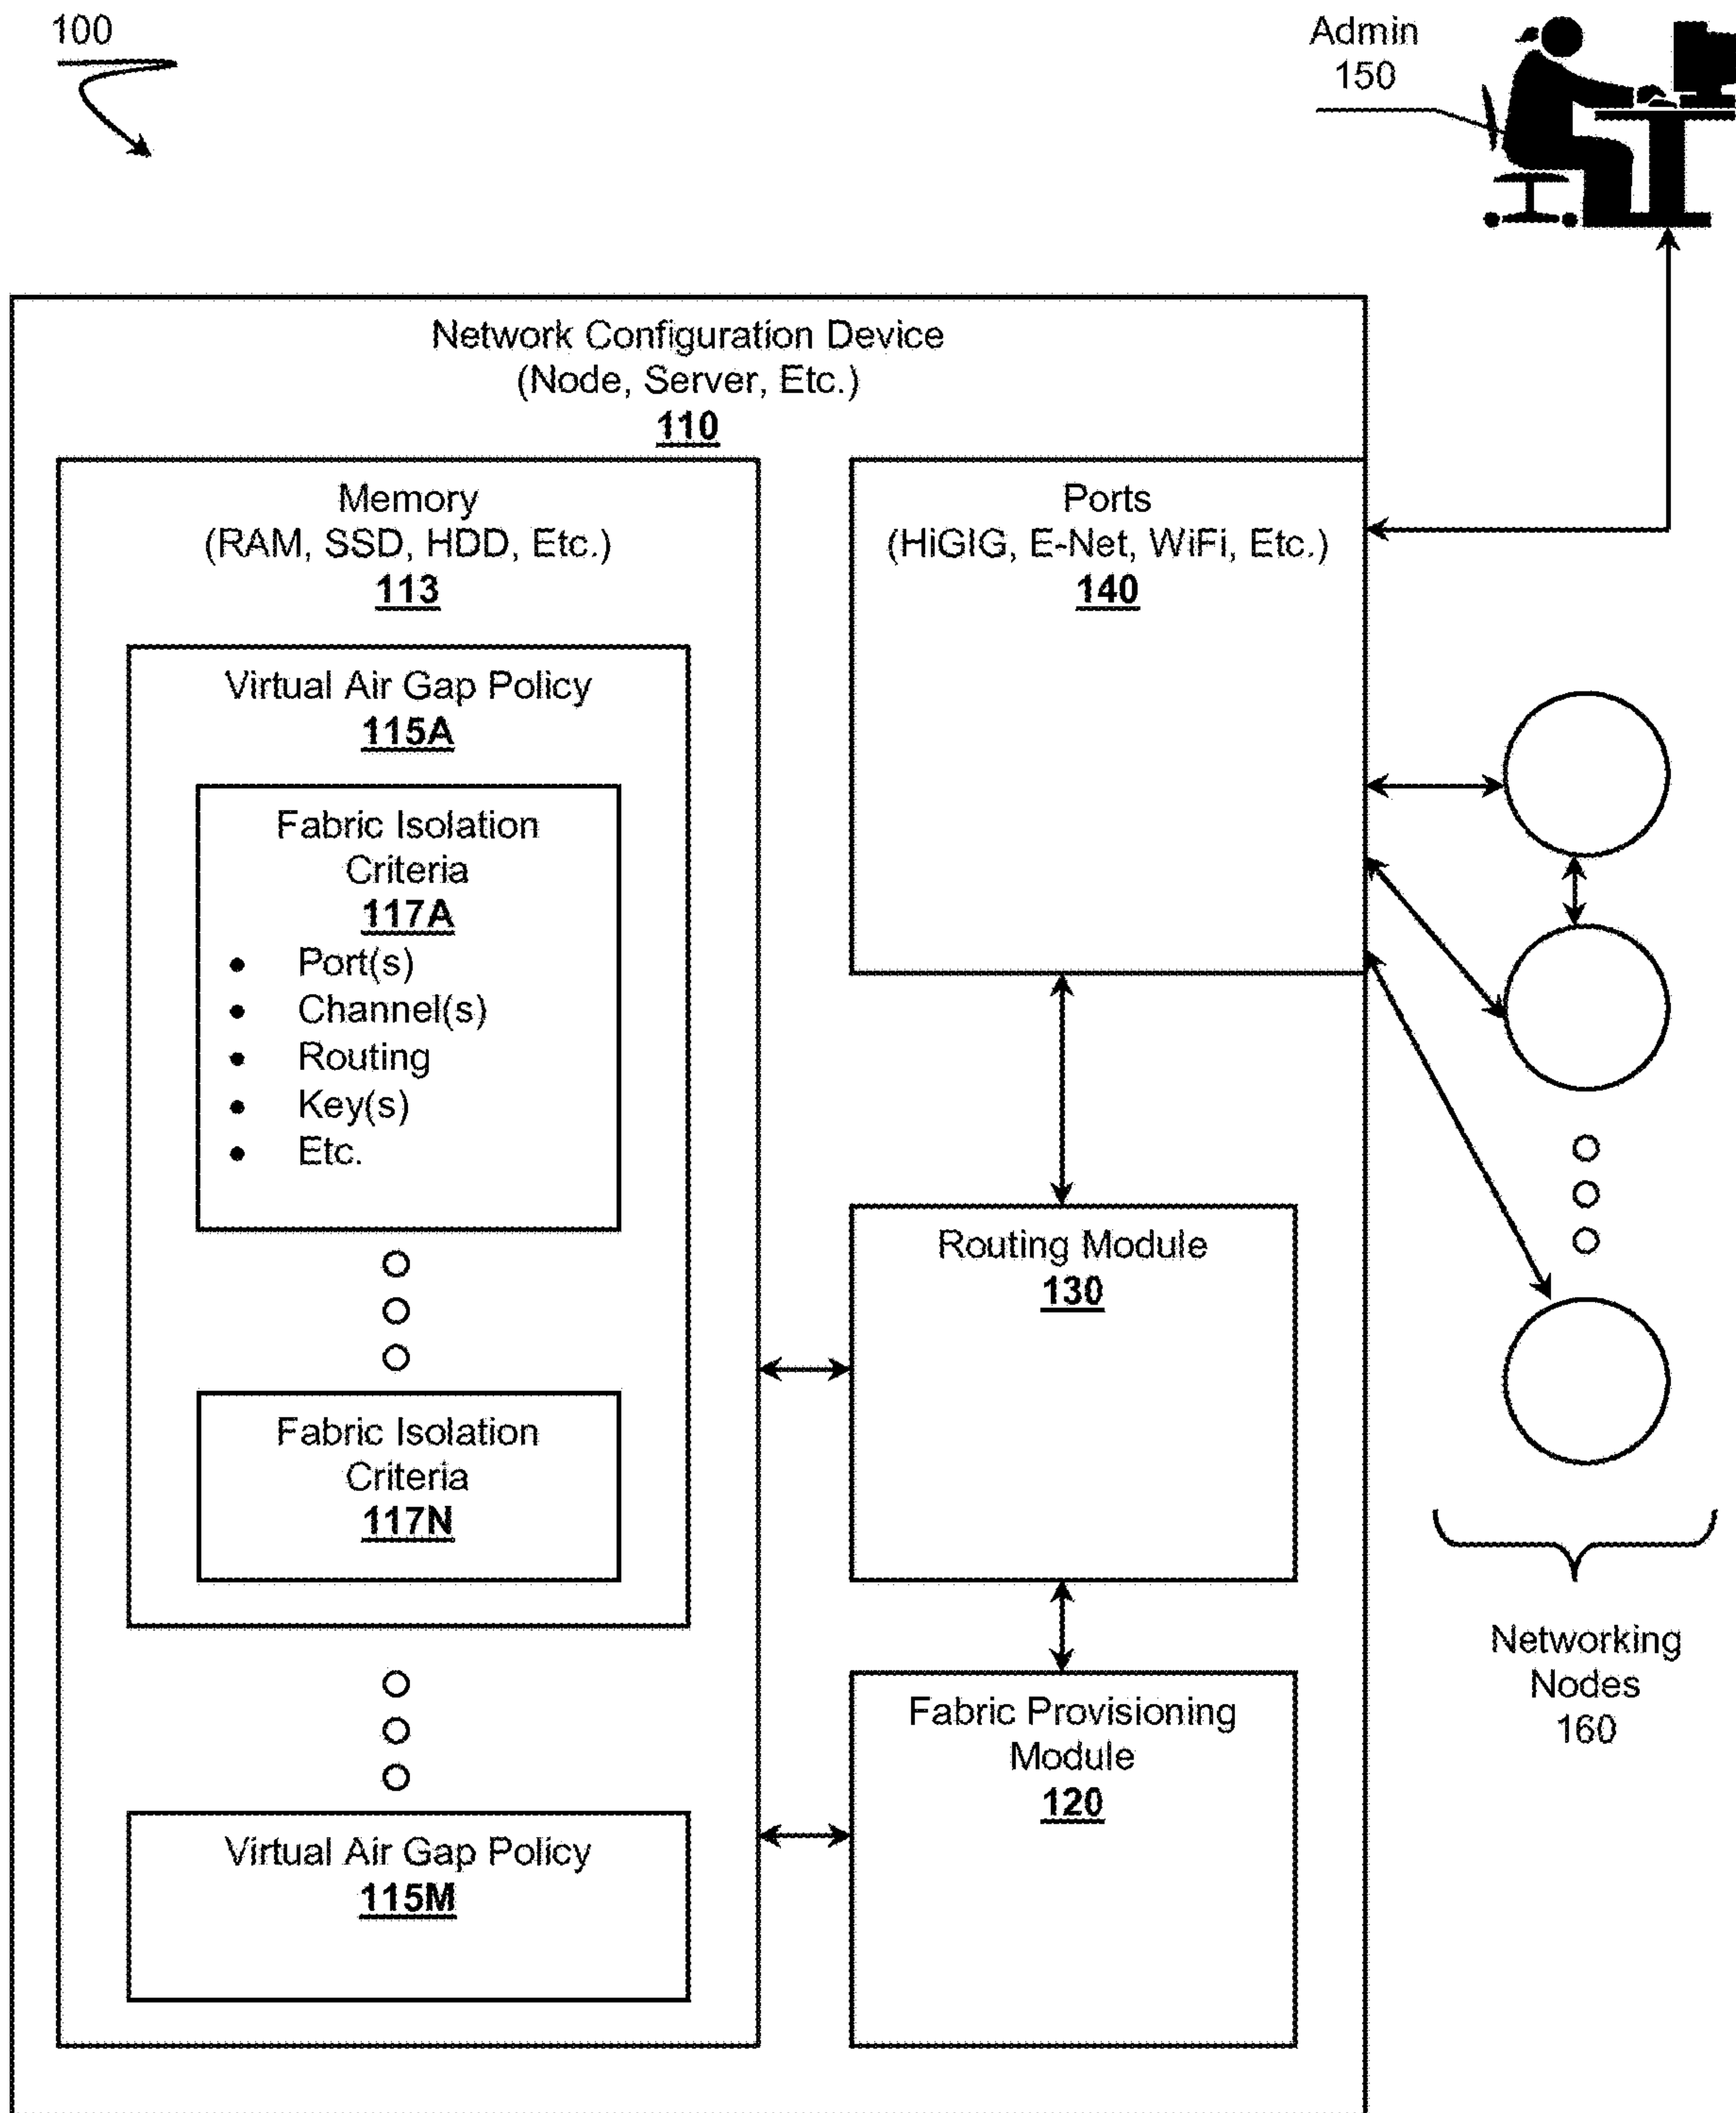 100
Admin
150
Network Configuration Device
(Node, Server, Etc.)
110
Memory
(RAM, SSD, HDD, Etc.)
113
Virtual Air Gap Policy
115A
Fabric Isolation
Criteria
117A
• Port(s)
• Channel(s)
• Routing
• Key(s)
• Etc.
Fabric Isolation
Criteria
117N
Virtual Air Gap Policy
115M
Ports
(HiGIG, E-Net, WiFi, Etc.)
140
Routing Module
130
Fabric Provisioning
Module
120
Networking
Nodes
160